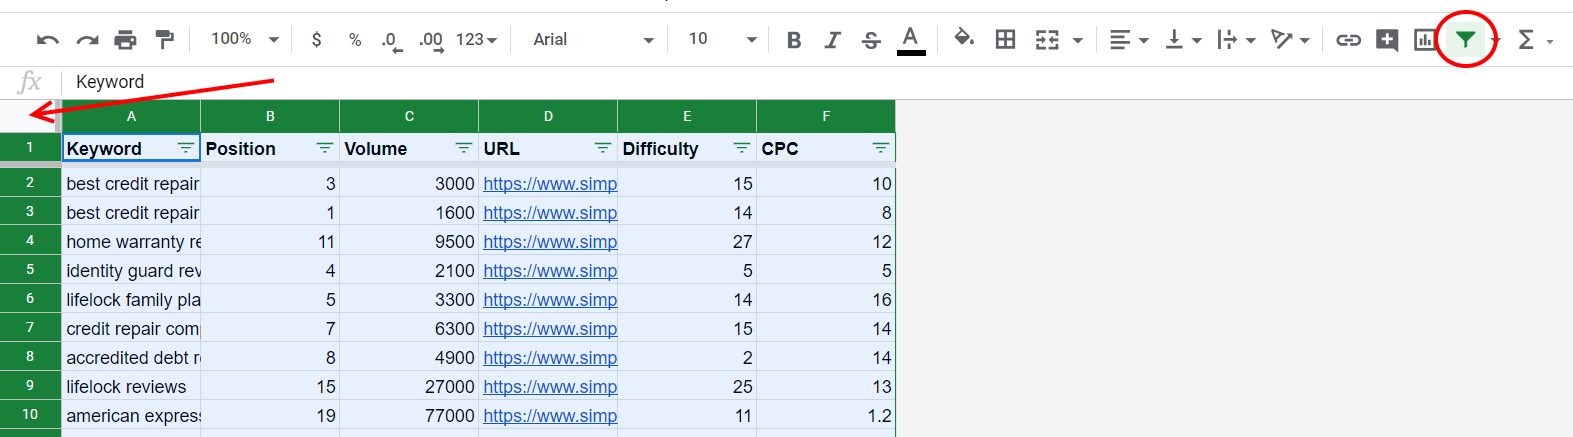 100% $ % .0 .00 123 Arial 10 B I S A Σ
fx Keyword
A B C D E F
1 Keyword Position Volume URL Difficulty CPC
2 best credit repair 3 3000 https://www.simp 15 10
3 best credit repair 1 1600 https://www.simp 14 8
4 home warranty re 11 9500 https://www.simp 27 12
5 identity guard rev 4 2100 https://www.simp 5 5
6 lifelock family pla 5 3300 https://www.simp 14 16
7 credit repair com 7 6300 https://www.simp 15 14
8 accredited debt r 8 4900 https://www.simp 2 14
9 lifelock reviews 15 27000 https://www.simp 25 13
10 american express 19 77000 https://www.simp 11 1.2